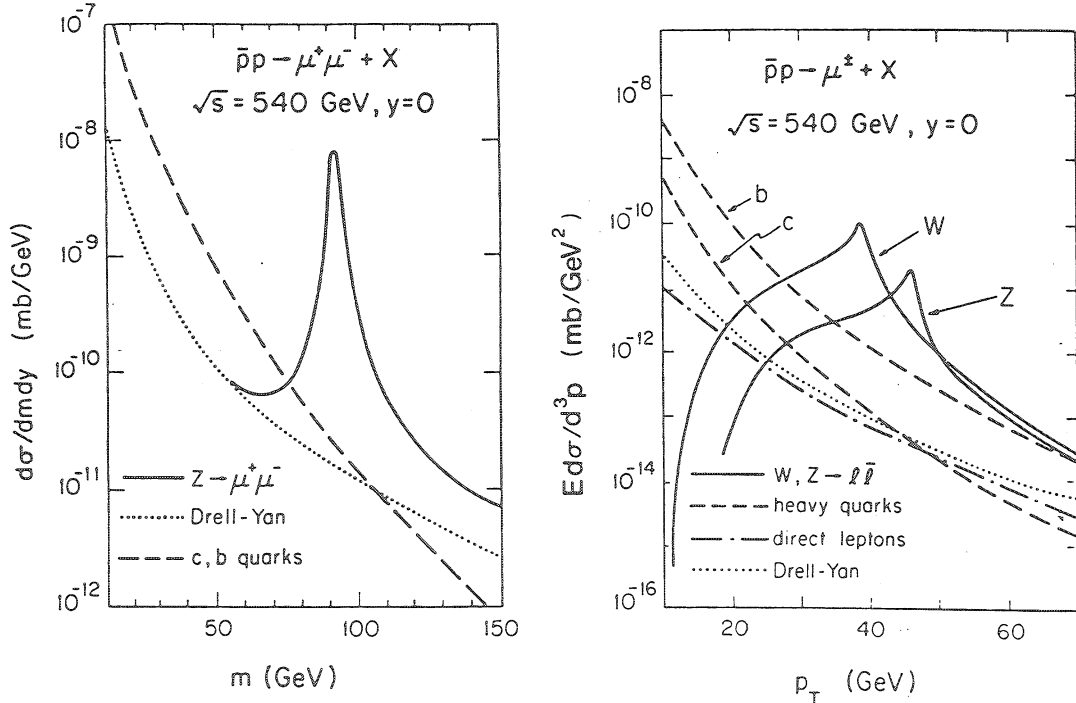 10⁻⁷
10⁻⁸
10⁻⁹
10⁻¹⁰
10⁻¹¹
10⁻¹²
dσ/dmdy (mb/GeV)
p̄p → μ⁺μ⁻ + X
√s = 540 GeV, y=0
Z → μ⁺μ⁻
Drell-Yan
c, b quarks
50
100
150
m (GeV)
10⁻⁸
10⁻¹⁰
10⁻¹²
10⁻¹⁴
10⁻¹⁶
Edσ/d³p (mb/GeV²)
p̄p → μ± + X
√s = 540 GeV, y=0
b
c
W
Z
W, Z → ℓℓ̄
heavy quarks
direct leptons
Drell-Yan
20
40
60
p_T (GeV)